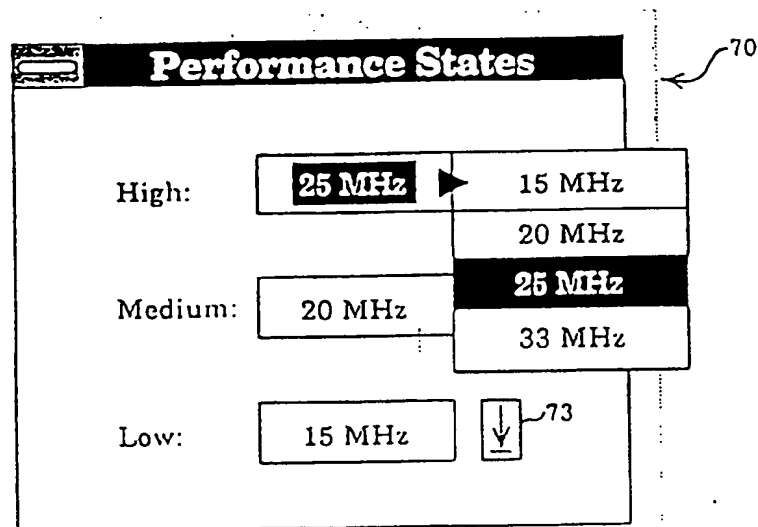 Performance States
70
High: 25 MHz 15 MHz
20 MHz
25 MHz
Medium: 20 MHz
33 MHz
Low: 15 MHz 73